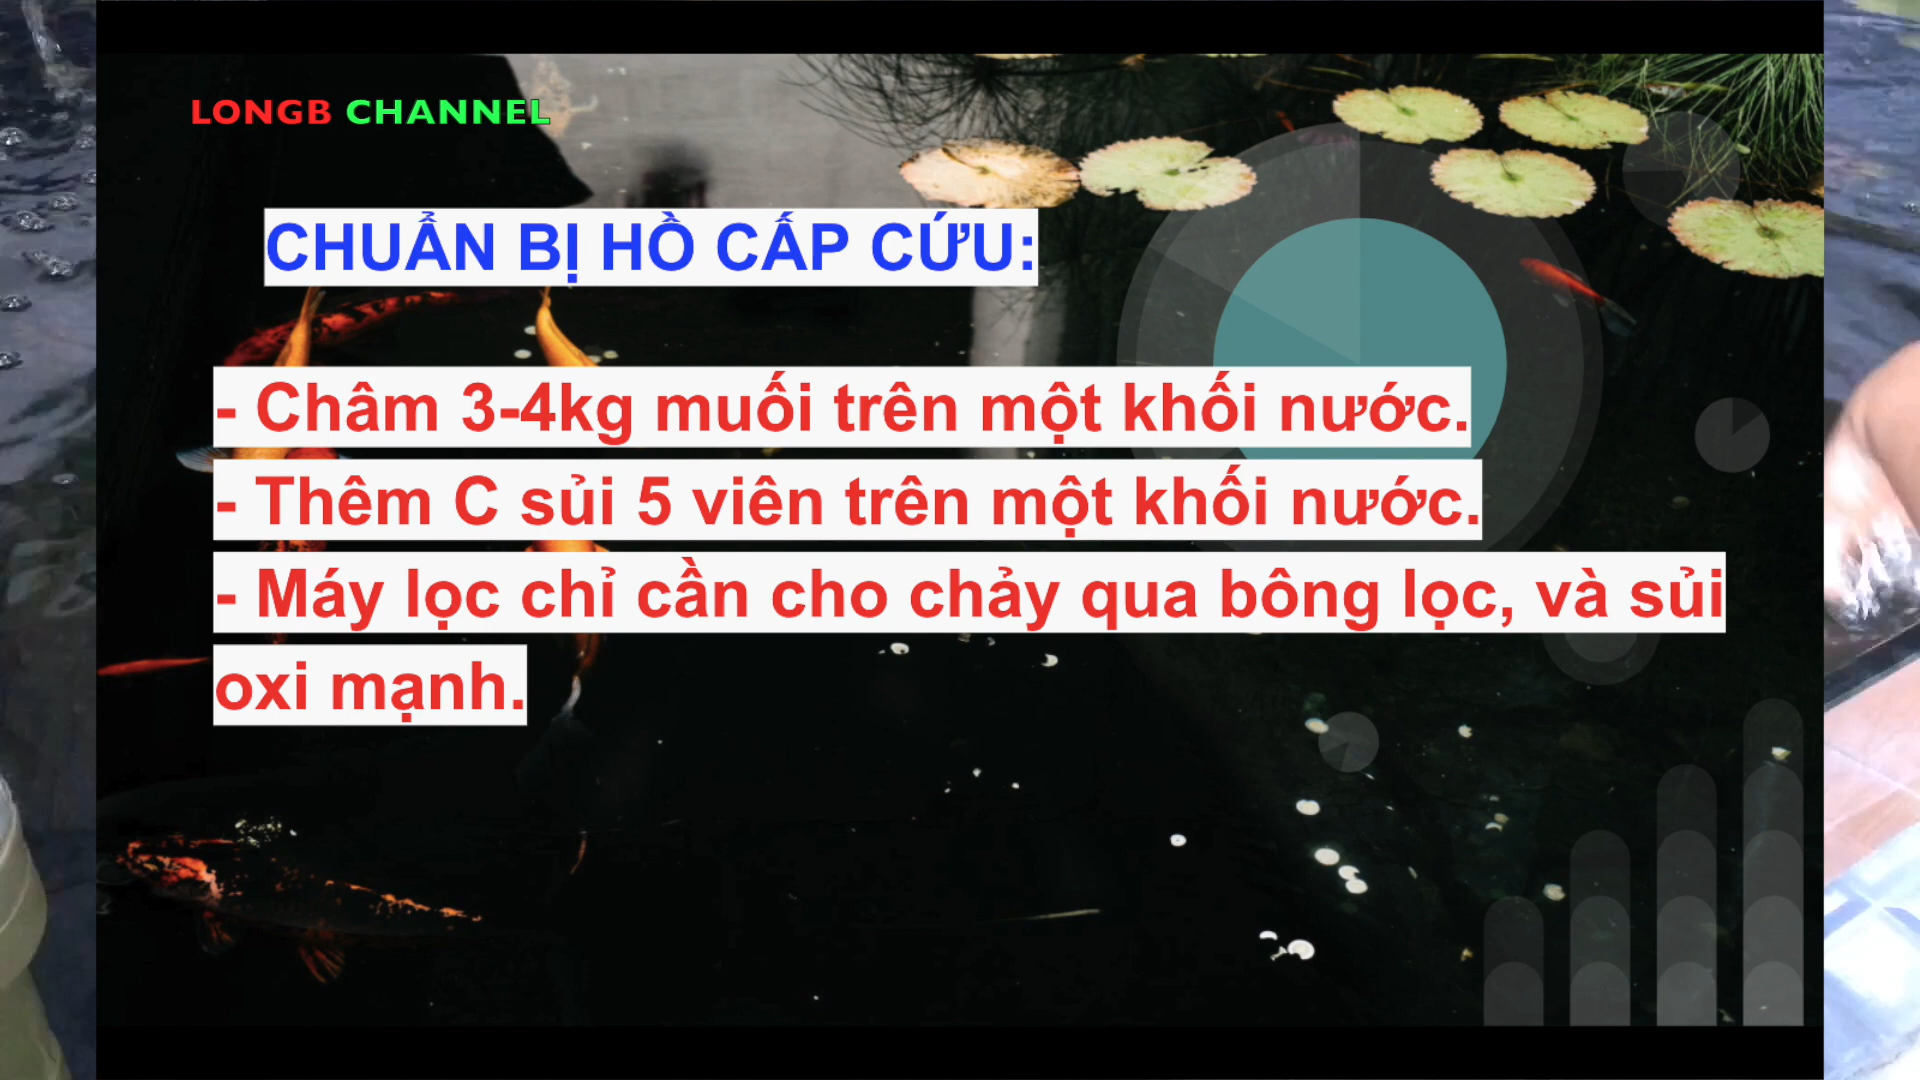 LONGB CHANNEL
CHUẨN BỊ HỒ CẤP CỨU:
- Châm 3-4kg muối trên một khối nước.
- Thêm C sủi 5 viên trên một khối nước.
- Máy lọc chỉ cần cho chảy qua bông lọc, và sủi
oxi mạnh.